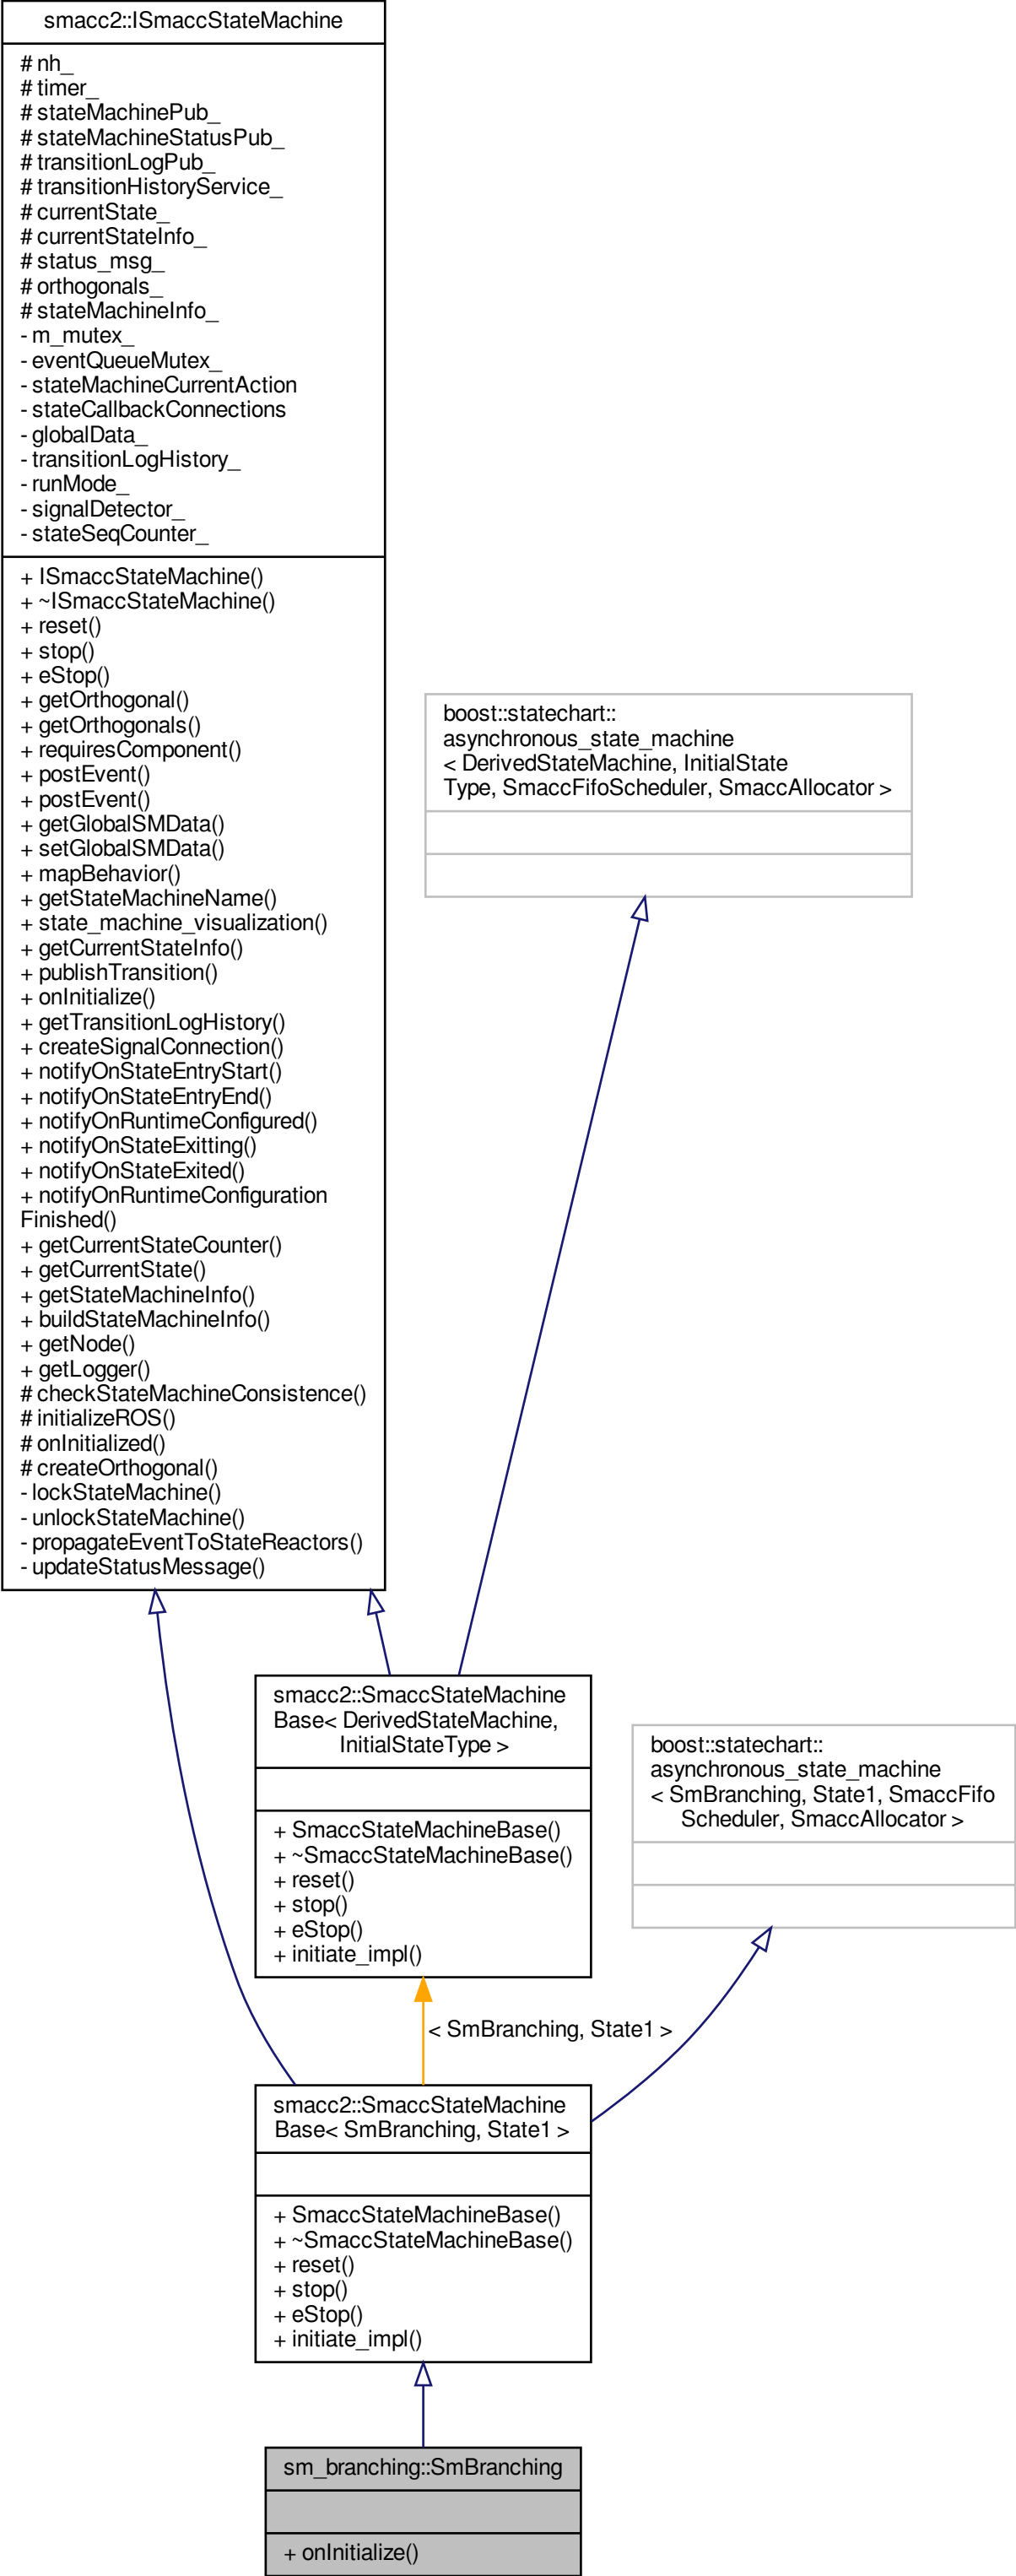 smacc2::ISmaccStateMachine
# nh_
# timer_
# stateMachinePub_
# stateMachineStatusPub_
# transitionLogPub_
# transitionHistoryService_
# currentState_
# currentStateInfo_
# status_msg_
# orthogonals_
# stateMachineInfo_
- m_mutex_
- eventQueueMutex_
- stateMachineCurrentAction
- stateCallbackConnections
- globalData_
- transitionLogHistory_
- runMode_
- signalDetector_
- stateSeqCounter_
+ ISmaccStateMachine()
+ ~ISmaccStateMachine()
+ reset()
+ stop()
+ eStop()
+ getOrthogonal()
+ getOrthogonals()
+ requiresComponent()
+ postEvent()
+ postEvent()
+ getGlobalSMData()
+ setGlobalSMData()
+ mapBehavior()
+ getStateMachineName()
+ state_machine_visualization()
+ getCurrentStateInfo()
+ publishTransition()
+ onInitialize()
+ getTransitionLogHistory()
+ createSignalConnection()
+ notifyOnStateEntryStart()
+ notifyOnStateEntryEnd()
+ notifyOnRuntimeConfigured()
+ notifyOnStateExitting()
+ notifyOnStateExited()
+ notifyOnRuntimeConfiguration
Finished()
+ getCurrentStateCounter()
+ getCurrentState()
+ getStateMachineInfo()
+ buildStateMachineInfo()
+ getNode()
+ getLogger()
# checkStateMachineConsistence()
# initializeROS()
# onInitialized()
# createOrthogonal()
- lockStateMachine()
- unlockStateMachine()
- propagateEventToStateReactors()
- updateStatusMessage()
boost::statechart::
asynchronous_state_machine
< DerivedStateMachine, InitialState
Type, SmaccFifoScheduler, SmaccAllocator >
smacc2::SmaccStateMachine
Base< DerivedStateMachine,
InitialStateType >
+ SmaccStateMachineBase()
+ ~SmaccStateMachineBase()
+ reset()
+ stop()
+ eStop()
+ initiate_impl()
boost::statechart::
asynchronous_state_machine
< SmBranching, State1, SmaccFifo
Scheduler, SmaccAllocator >
< SmBranching, State1 >
smacc2::SmaccStateMachine
Base< SmBranching, State1 >
+ SmaccStateMachineBase()
+ ~SmaccStateMachineBase()
+ reset()
+ stop()
+ eStop()
+ initiate_impl()
sm_branching::SmBranching
+ onInitialize()